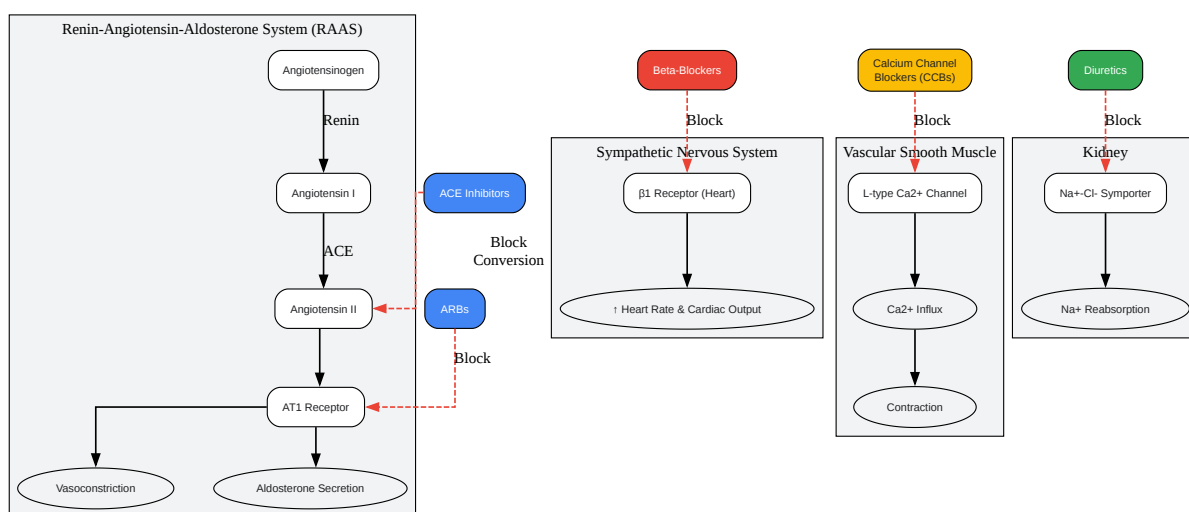 Renin-Angiotensin-Aldosterone System (RAAS)
Angiotensinogen
Renin
Angiotensin I
ACE
Angiotensin II
AT1 Receptor
Vasoconstriction
Aldosterone Secretion
ACE Inhibitors
Block
Conversion
ARBs
Block
Beta-Blockers
Block
Sympathetic Nervous System
β1 Receptor (Heart)
↑ Heart Rate & Cardiac Output
Calcium Channel
Blockers (CCBs)
Block
Vascular Smooth Muscle
L-type Ca2+ Channel
Ca2+ Influx
Contraction
Diuretics
Block
Kidney
Na+-Cl- Symporter
Na+ Reabsorption